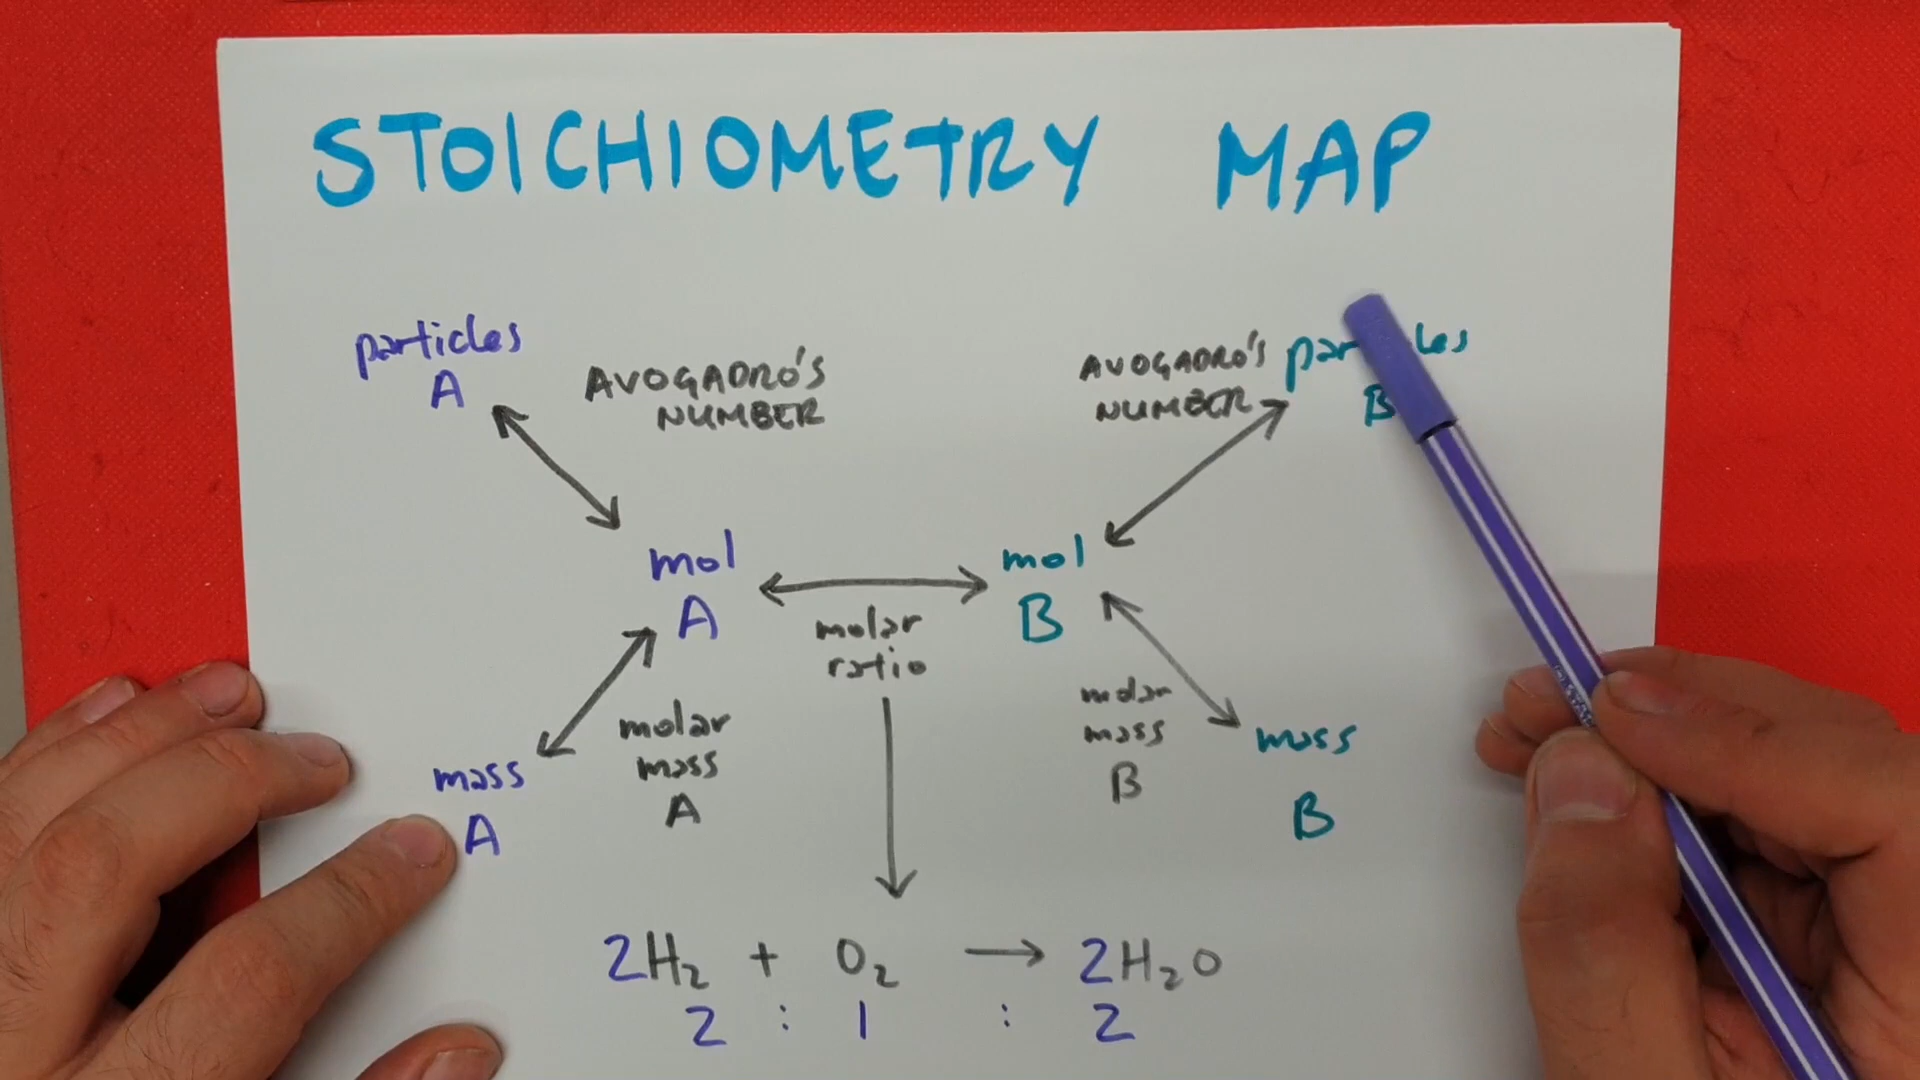 STOICHIOMETRY MAP
particles
A
AVOGADRO'S
NUMBER
AVOGADRO'S
NUMBER
B
mol
A
mol
B
molar
ratio
molar
mass
A
molar
mass
B
mass
A
mass
B
2H₂ + O₂ → 2H₂O
2 : 1 : 2